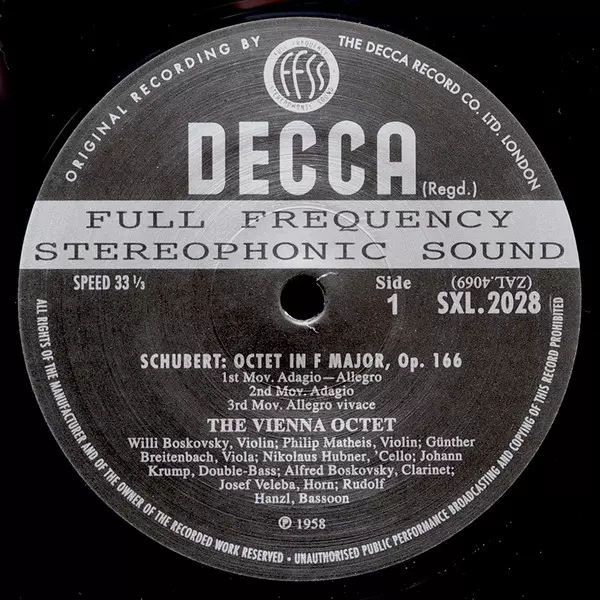 ORIGINAL RECORDING BY THE DECCA RECORD CO. LTD. LONDON
FULL FREQUENCY
ffss
STEREOPHONIC SOUND
DECCA (Regd.)
FULL FREQUENCY
STEREOPHONIC SOUND
SPEED 33 1/3
Side
1
(ZAL.4069)
SXL.2028
SCHUBERT: OCTET IN F MAJOR, Op. 166
1st Mov. Adagio—Allegro
2nd Mov. Adagio
3rd Mov. Allegro vivace
THE VIENNA OCTET
Willi Boskovsky, Violin; Philip Matheis, Violin; Günther
Breitenbach, Viola; Nikolaus Hubner, 'Cello; Johann
Krump, Double-Bass; Alfred Boskovsky, Clarinet;
Josef Veleba, Horn; Rudolf
Hanzl, Bassoon
℗ 1958
ALL RIGHTS OF THE MANUFACTURER AND OF THE OWNER OF THE RECORDED WORK RESERVED • UNAUTHORISED PUBLIC PERFORMANCE BROADCASTING AND COPYING OF THIS RECORD PROHIBITED